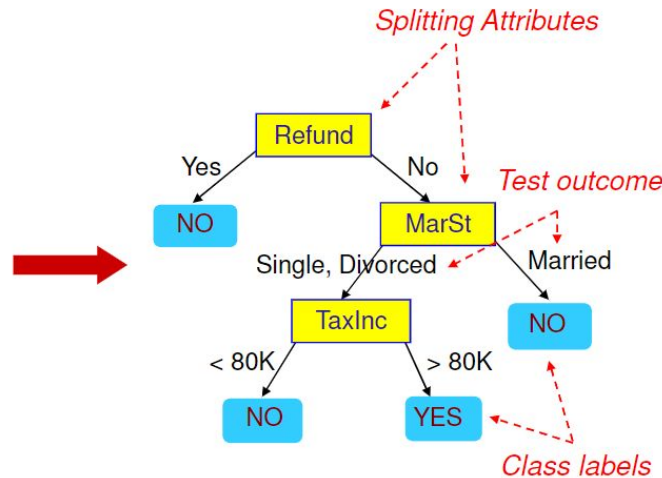 Splitting Attributes
Refund
Yes
No
Test outcome
NO
MarSt
Single, Divorced
Married
TaxInc
NO
< 80K
> 80K
NO
YES
Class labels